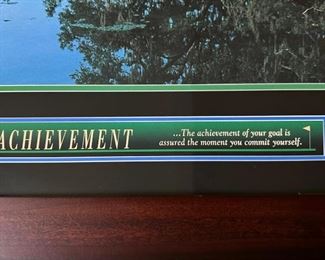 ACHIEVEMENT
...The achievement of your goal is
assured the moment you commit yourself.